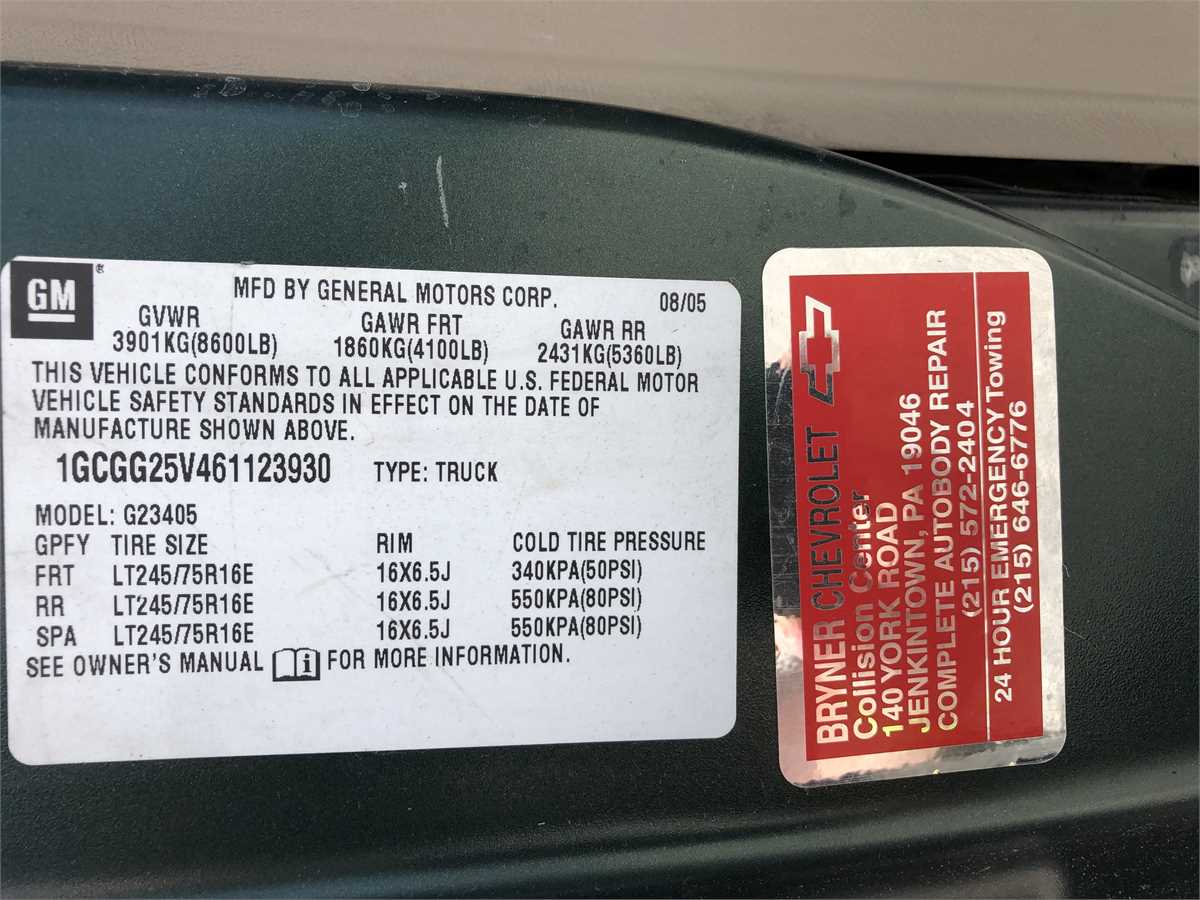 GM®
MFD BY GENERAL MOTORS CORP. 08/05
GVWR GAWR FRT GAWR RR
3901KG(8600LB) 1860KG(4100LB) 2431KG(5360LB)
THIS VEHICLE CONFORMS TO ALL APPLICABLE U.S. FEDERAL MOTOR
VEHICLE SAFETY STANDARDS IN EFFECT ON THE DATE OF
MANUFACTURE SHOWN ABOVE.
1GCGG25V461123930 TYPE: TRUCK
MODEL: G23405
GPFY TIRE SIZE RIM COLD TIRE PRESSURE
FRT LT245/75R16E 16X6.5J 340KPA(50PSI)
RR LT245/75R16E 16X6.5J 550KPA(80PSI)
SPA LT245/75R16E 16X6.5J 550KPA(80PSI)
SEE OWNER'S MANUAL i FOR MORE INFORMATION.
BRYNER CHEVROLET
Collision Center
140 YORK ROAD
JENKINTOWN, PA 19046
COMPLETE AUTOBODY REPAIR
(215) 572-2404
24 HOUR EMERGENCY Towing
(215) 646-6776